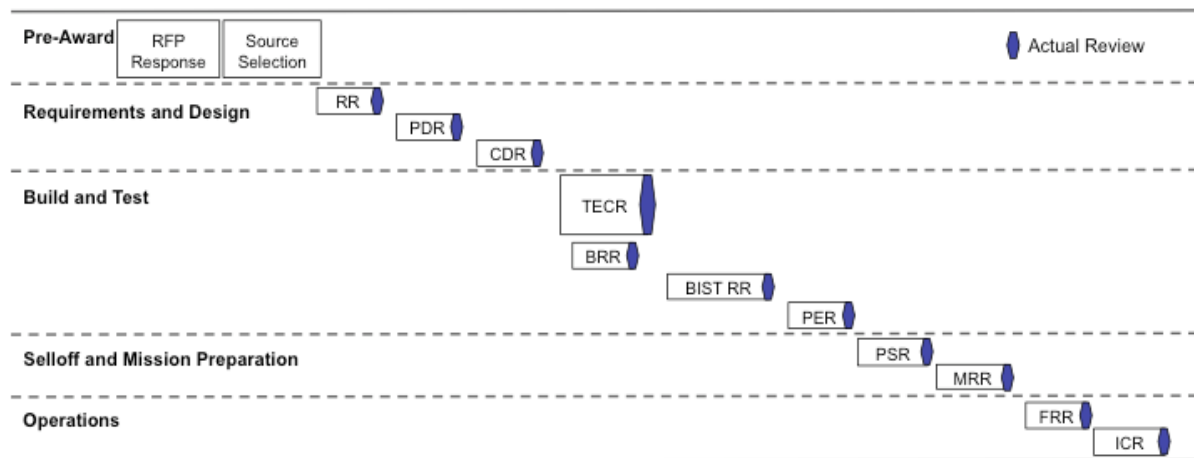 Pre-Award
RFP
Response
Source
Selection
Actual Review
Requirements and Design
RR
PDR
CDR
Build and Test
TECR
BRR
BIST RR
PER
Selloff and Mission Preparation
PSR
MRR
Operations
FRR
ICR